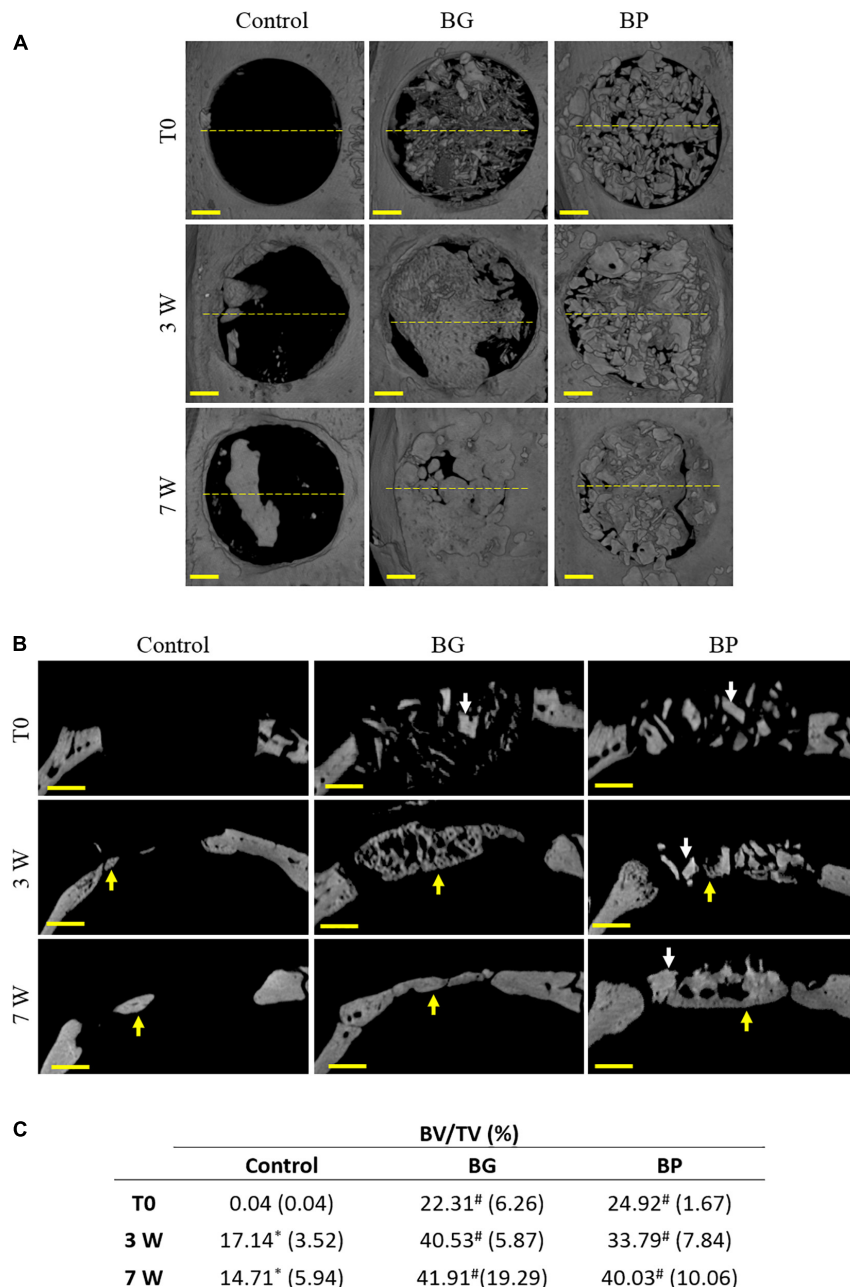 Control BG BP
A
T0
3 W
7 W
B
Control BG BP
T0
3 W
7 W
C
BV/TV (%)
Control BG BP
T0 0.04 (0.04) 22.31# (6.26) 24.92# (1.67)
3 W 17.14* (3.52) 40.53# (5.87) 33.79# (7.84)
7 W 14.71* (5.94) 41.91#(19.29) 40.03# (10.06)